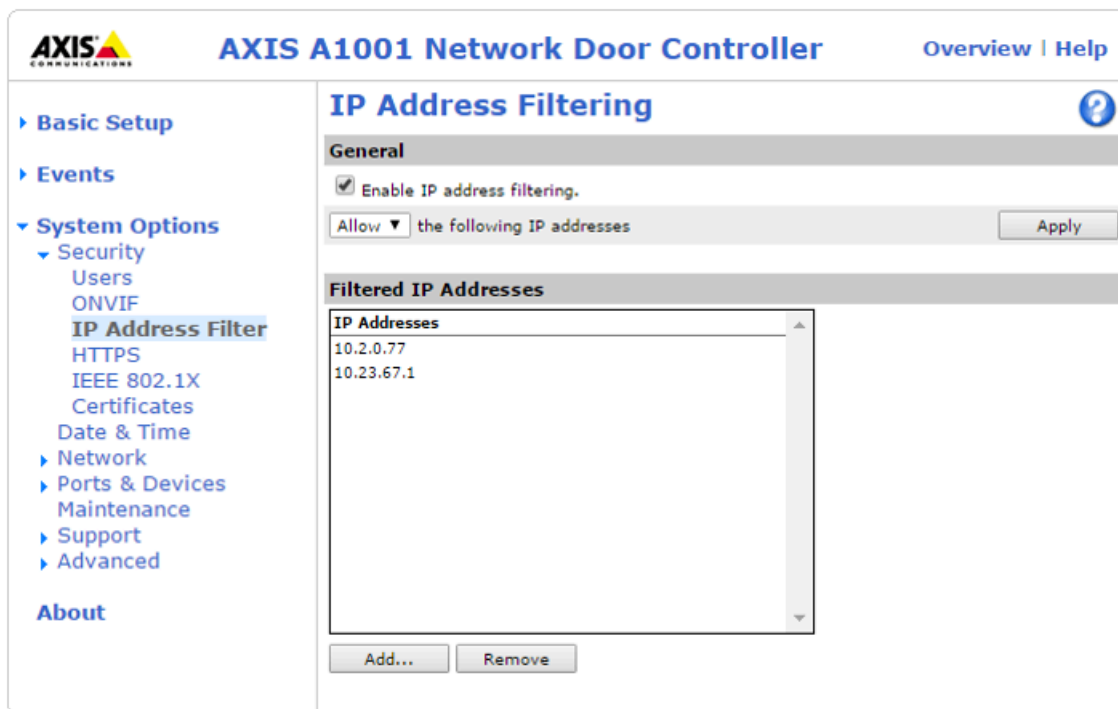 AXIS
COMMUNICATIONS
AXIS A1001 Network Door Controller
Overview | Help
Basic Setup
Events
System Options
Security
Users
ONVIF
IP Address Filter
HTTPS
IEEE 802.1X
Certificates
Date & Time
Network
Ports & Devices
Maintenance
Support
Advanced
About
IP Address Filtering
?
General
Enable IP address filtering.
Allow ▼ the following IP addresses
Apply
Filtered IP Addresses
IP Addresses
10.2.0.77
10.23.67.1
Add... Remove